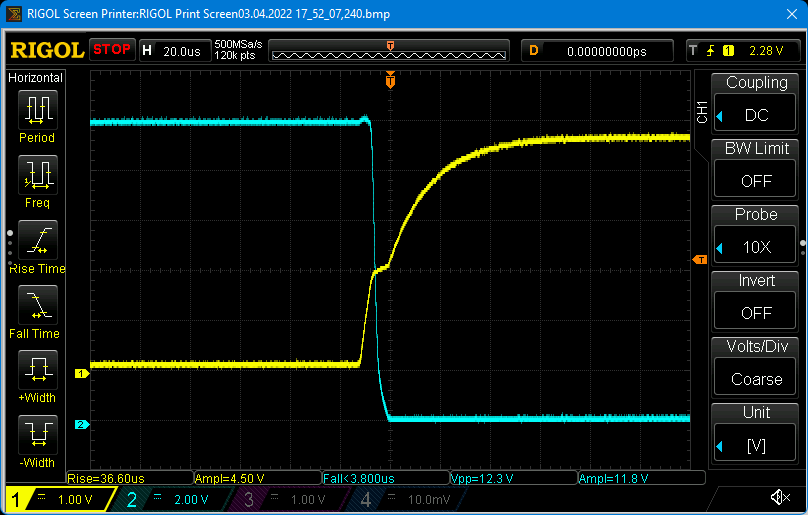 RIGOL Screen Printer:RIGOL Print Screen03.04.2022 17_52_07,240.bmp
RIGOL STOP H 20.0us 500MSa/s 120k pts T D 0.00000000ps T 1 2.28 V
Horizontal
Period
Freq
Rise Time
Fall Time
+Width
-Width
T
T
1
2
CH1
Coupling
DC
BW Limit
OFF
Probe
10X
Invert
OFF
Volts/Div
Coarse
Unit
[V]
Rise=36.60us Ampl=4.50 V Fall<3.800us Vpp=12.3 V Ampl=11.8 V
1 = 1.00 V 2 = 2.00 V 3 = 1.00 V 4 = 10.0mV